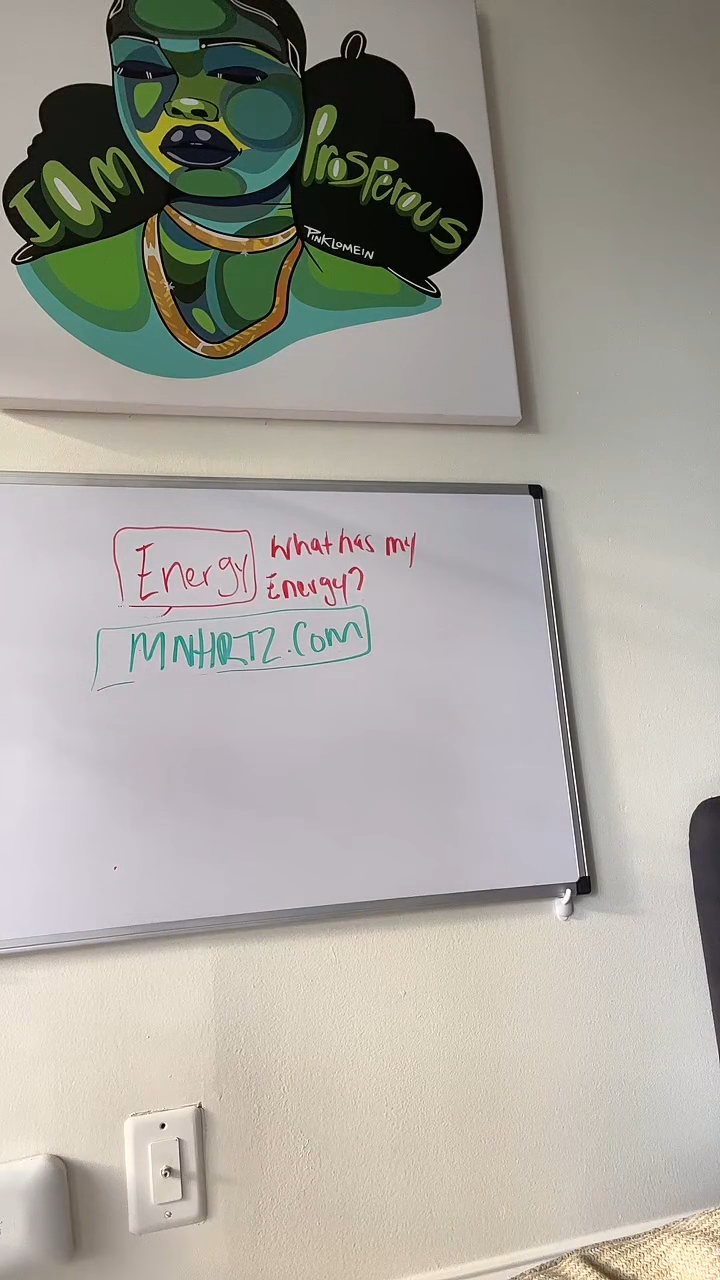 I am Prosperous
PINKLOMEIN
Energy What has my
Energy?
MNHRTZ.Com